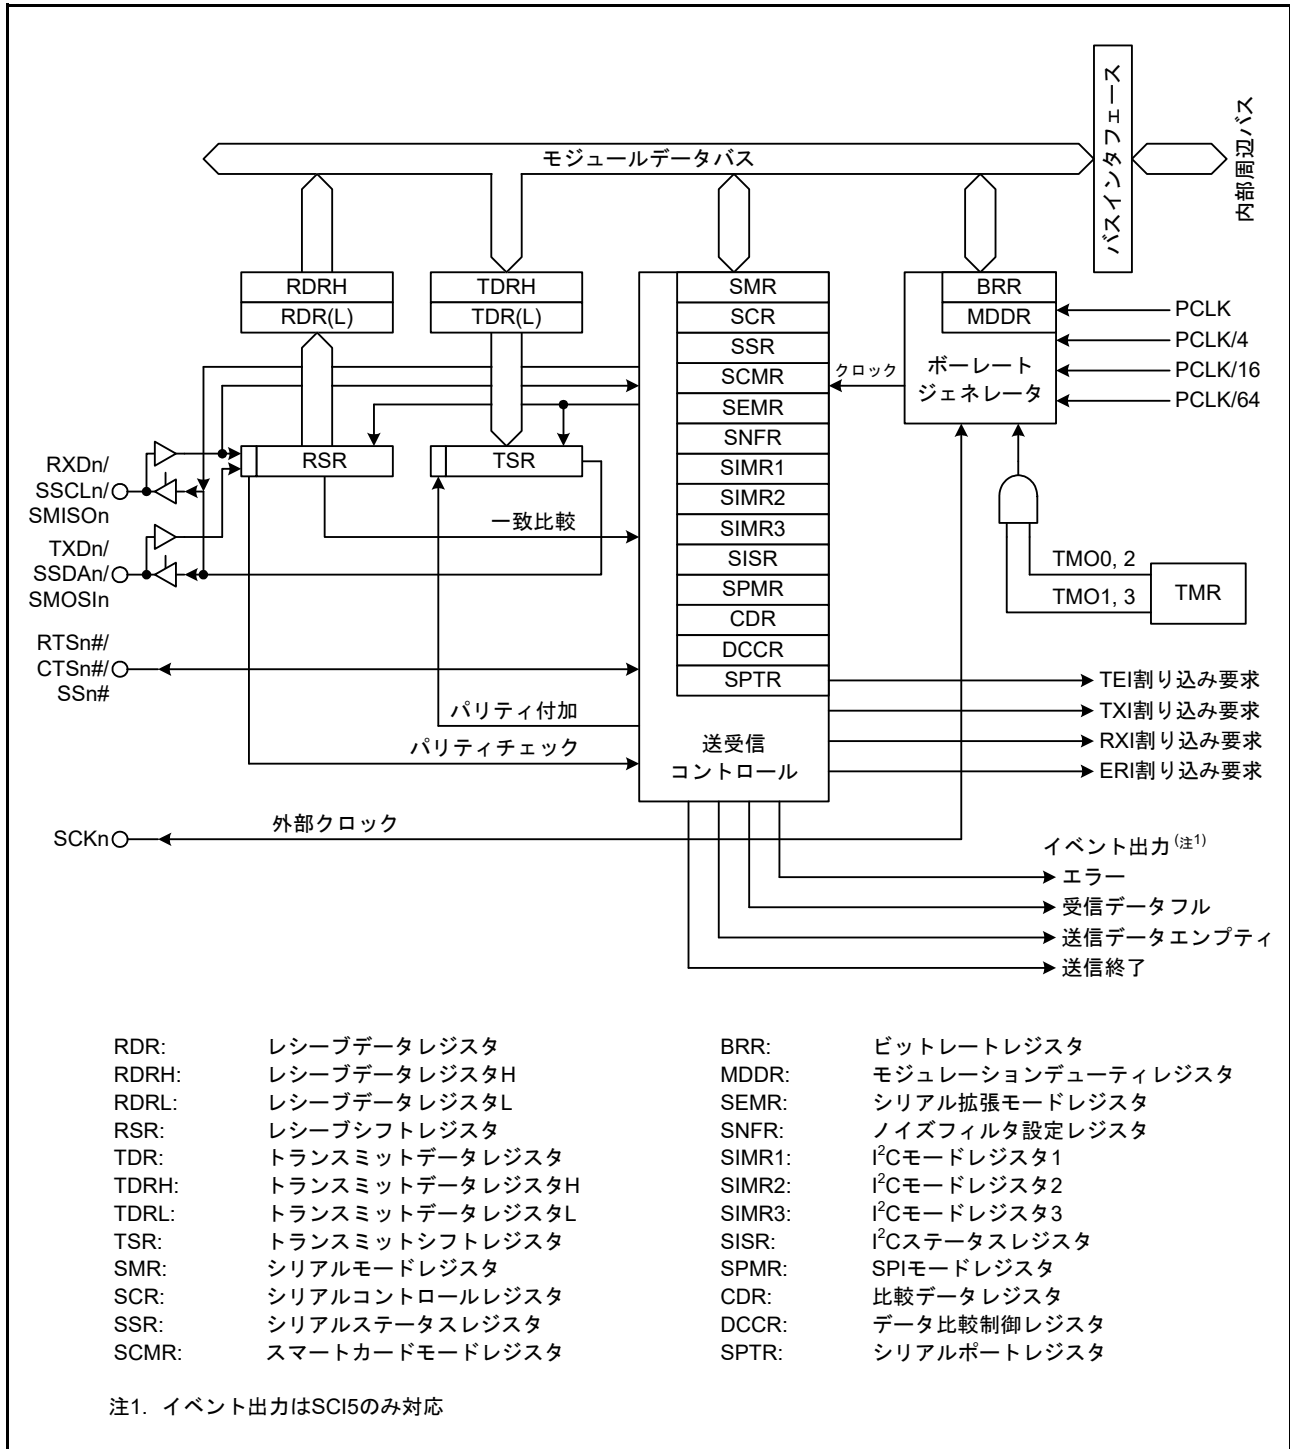 モジュールデータバス
バスインタフェース
内部周辺バス
RDRH
RDR(L)
TDRH
TDR(L)
SMR
SCR
SSR
SCMR
SEMR
SNFR
SIMR1
SIMR2
SIMR3
SISR
SPMR
CDR
DCCR
SPTR
送受信
コントロール
BRR
MDDR
ボーレート
ジェネレータ
クロック
PCLK
PCLK/4
PCLK/16
PCLK/64
RSR
TSR
RXDn/
SSCLn/
SMISOn
TXDn/
SSDAn/
SMOSIn
RTSn#/
CTSn#/
SSn#
一致比較
パリティ付加
パリティチェック
SCKn
外部クロック
TMO0, 2
TMO1, 3
TMR
TEI割り込み要求
TXI割り込み要求
RXI割り込み要求
ERI割り込み要求
イベント出力(注1)
エラー
受信データフル
送信データエンプティ
送信終了
RDR: レシーブデータレジスタ
RDRH: レシーブデータレジスタH
RDRL: レシーブデータレジスタL
RSR: レシーブシフトレジスタ
TDR: トランスミットデータレジスタ
TDRH: トランスミットデータレジスタH
TDRL: トランスミットデータレジスタL
TSR: トランスミットシフトレジスタ
SMR: シリアルモードレジスタ
SCR: シリアルコントロールレジスタ
SSR: シリアルステータスレジスタ
SCMR: スマートカードモードレジスタ
BRR: ビットレートレジスタ
MDDR: モジュレーションデューティレジスタ
SEMR: シリアル拡張モードレジスタ
SNFR: ノイズフィルタ設定レジスタ
SIMR1: I²Cモードレジスタ1
SIMR2: I²Cモードレジスタ2
SIMR3: I²Cモードレジスタ3
SISR: I²Cステータスレジスタ
SPMR: SPIモードレジスタ
CDR: 比較データレジスタ
DCCR: データ比較制御レジスタ
SPTR: シリアルポートレジスタ
注1. イベント出力はSCI5のみ対応